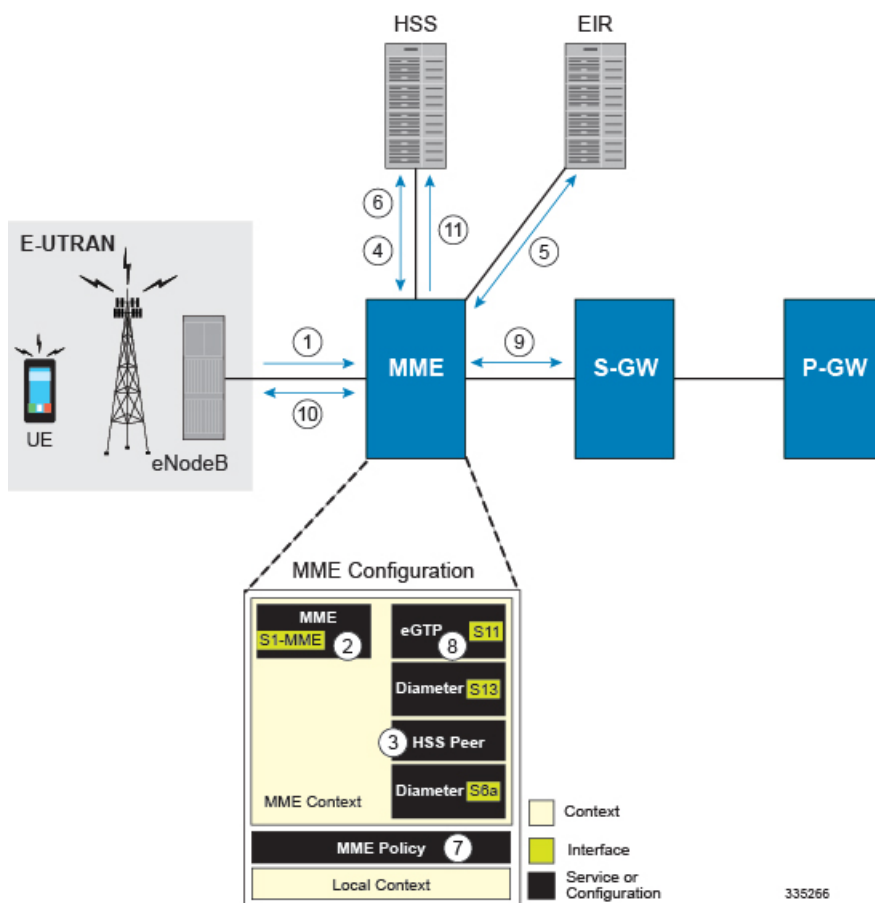 HSS
EIR
6
11
4
5
E-UTRAN
1
9
MME
S-GW
P-GW
10
UE
eNodeB
MME Configuration
MME
S1-MME
2
eGTP
S11
8
Diameter
S13
3
HSS Peer
Diameter
S6a
MME Context
MME Policy
7
Local Context
Context
Interface
Service or
Configuration
335266